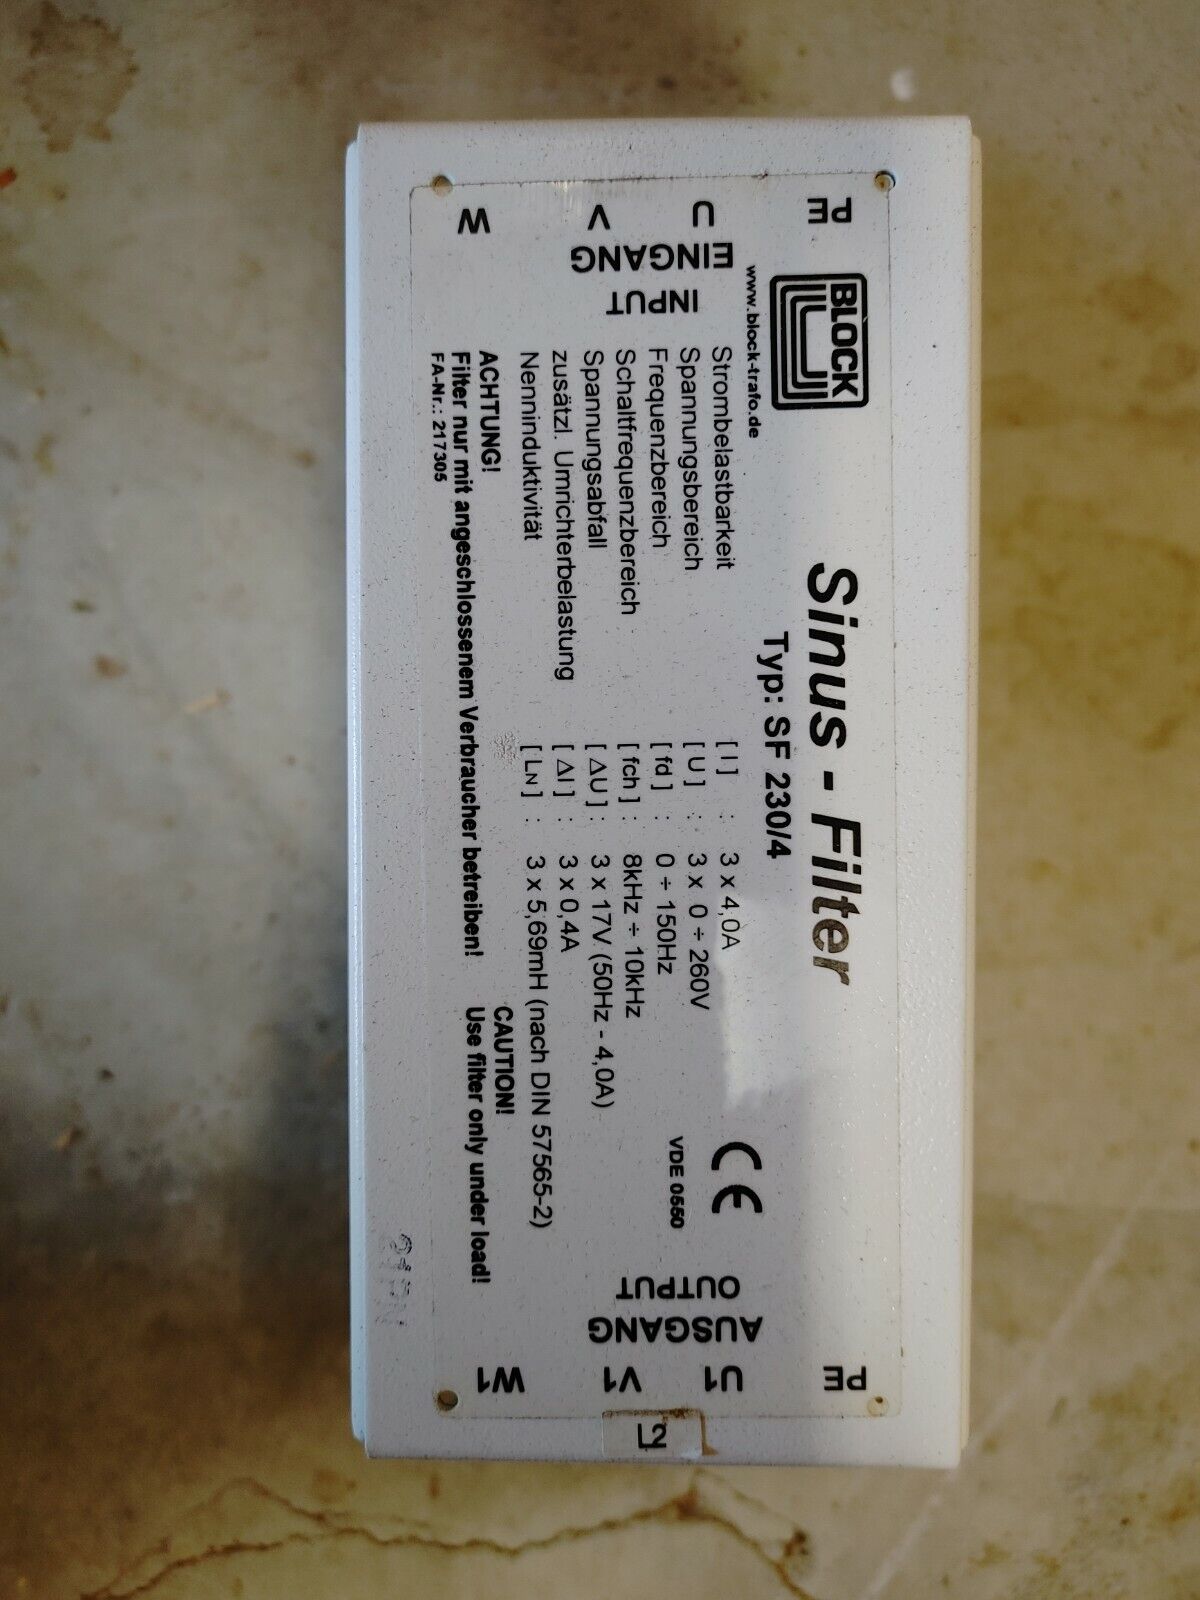 PE U V W
EINGANG
INPUT
BLOCK
www.block-trafo.de
Sinus - Filter
Typ: SF 230/4
Strombelastbarkeit [ I ] : 3 x 4,0A
Spannungsbereich [ U ] : 3 x 0 ÷ 260V
Frequenzbereich [ fd ] : 0 ÷ 150Hz
Schaltfrequenzbereich [ fch ] : 8kHz ÷ 10kHz
Spannungsabfall [ ΔU ] : 3 x 17V (50Hz - 4,0A)
zusätzl. Umrichterbelastung [ ΔI ] : 3 x 0,4A
Nenninduktivität [ LN ] : 3 x 5,69mH (nach DIN 57565-2)
ACHTUNG!
Filter nur mit angeschlossenem Verbraucher betreiben!
FA-Nr.: 217305
CAUTION!
Use filter only under load!
CE
VDE 0550
OUTPUT
AUSGANG
PE U1 V1 W1